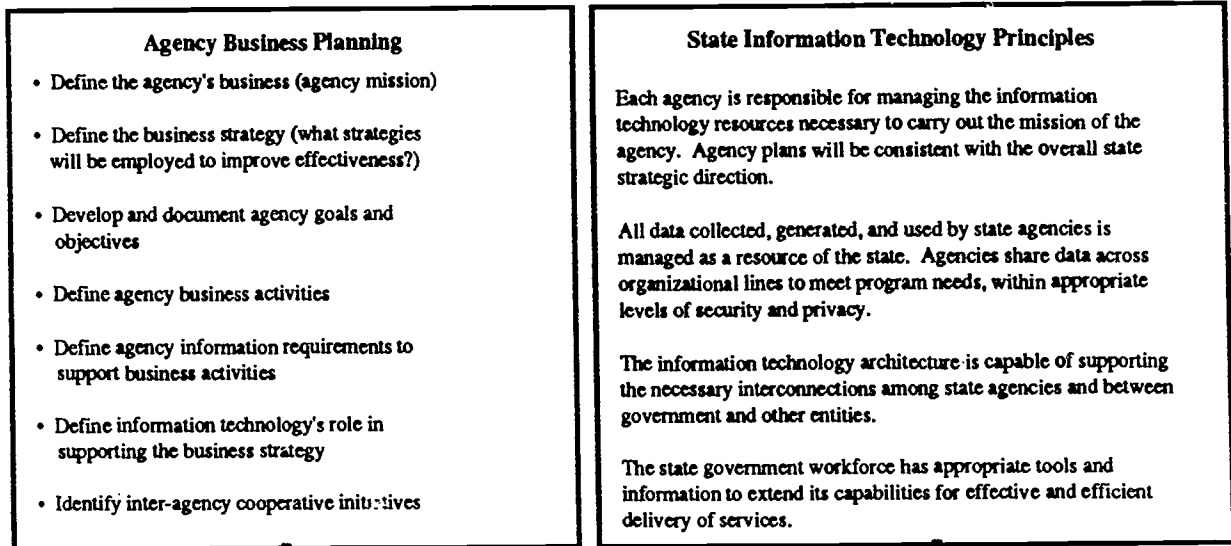 Agency Business Planning
• Define the agency's business (agency mission)
• Define the business strategy (what strategies
will be employed to improve effectiveness?)
• Develop and document agency goals and
objectives
• Define agency business activities
• Define agency information requirements to
support business activities
• Define information technology's role in
supporting the business strategy
• Identify inter-agency cooperative initiatives
State Information Technology Principles
Each agency is responsible for managing the information
technology resources necessary to carry out the mission of the
agency. Agency plans will be consistent with the overall state
strategic direction.
All data collected, generated, and used by state agencies is
managed as a resource of the state. Agencies share data across
organizational lines to meet program needs, within appropriate
levels of security and privacy.
The information technology architecture is capable of supporting
the necessary interconnections among state agencies and between
government and other entities.
The state government workforce has appropriate tools and
information to extend its capabilities for effective and efficient
delivery of services.